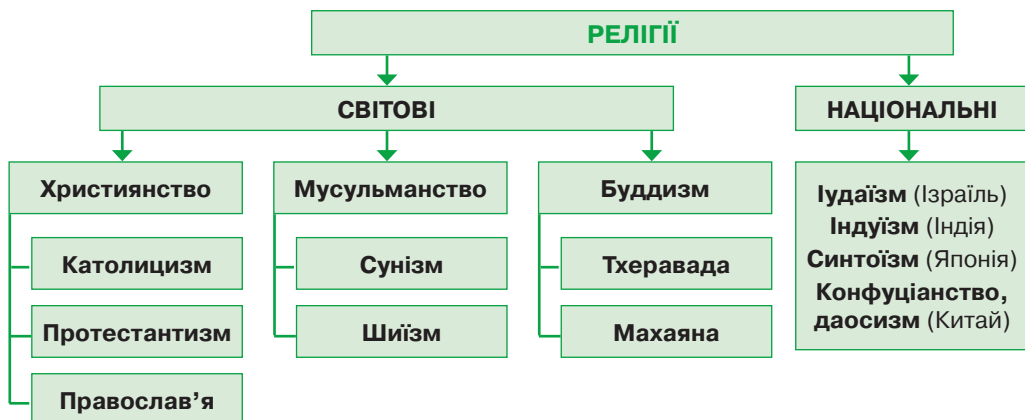 РЕЛІГІЇ
СВІТОВІ
НАЦІОНАЛЬНІ
Християнство
Мусульманство
Буддизм
Католицизм
Сунізм
Тхеравада
Протестантизм
Шиїзм
Махаяна
Православ’я
Іудаїзм (Ізраїль)
Індуїзм (Індія)
Синтоїзм (Японія)
Конфуціанство,
даосизм (Китай)